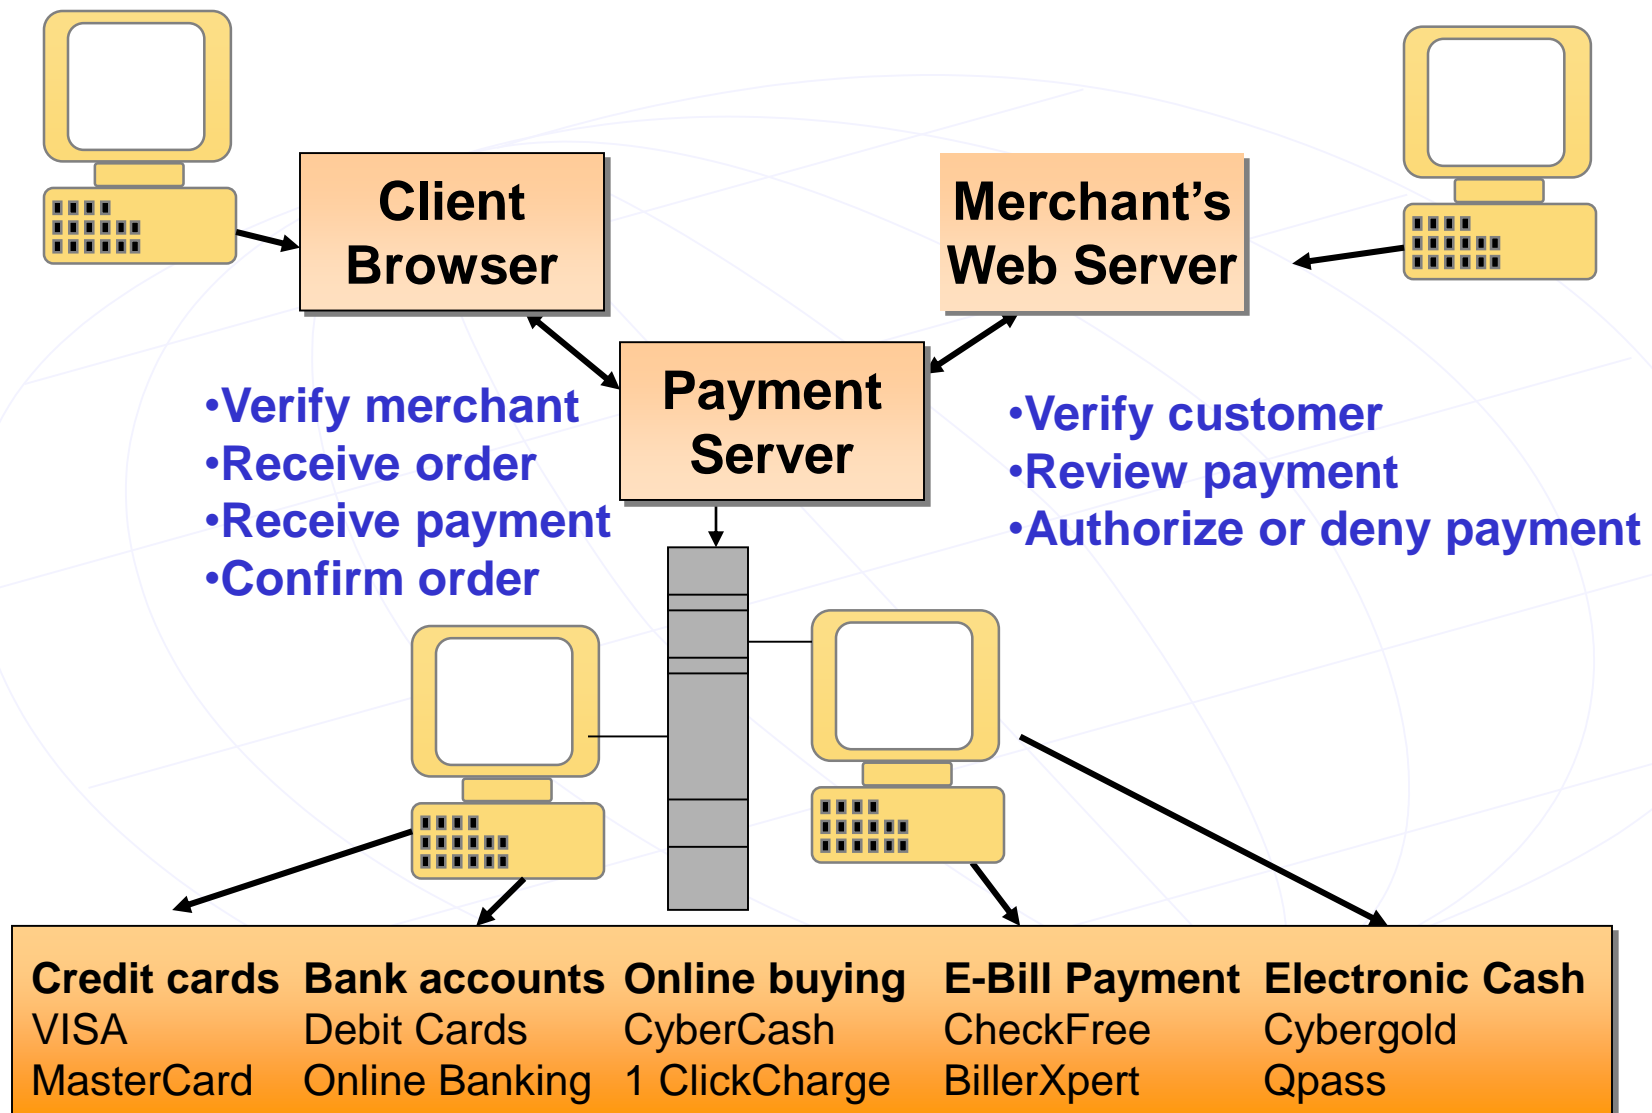 Client
Browser
Merchant's
Web Server
Payment
Server
•Verify merchant
•Receive order
•Receive payment
•Confirm order
•Verify customer
•Review payment
•Authorize or deny payment
Credit cards Bank accounts Online buying E-Bill Payment Electronic Cash
VISA Debit Cards CyberCash CheckFree Cybergold
MasterCard Online Banking 1 ClickCharge BillerXpert Qpass